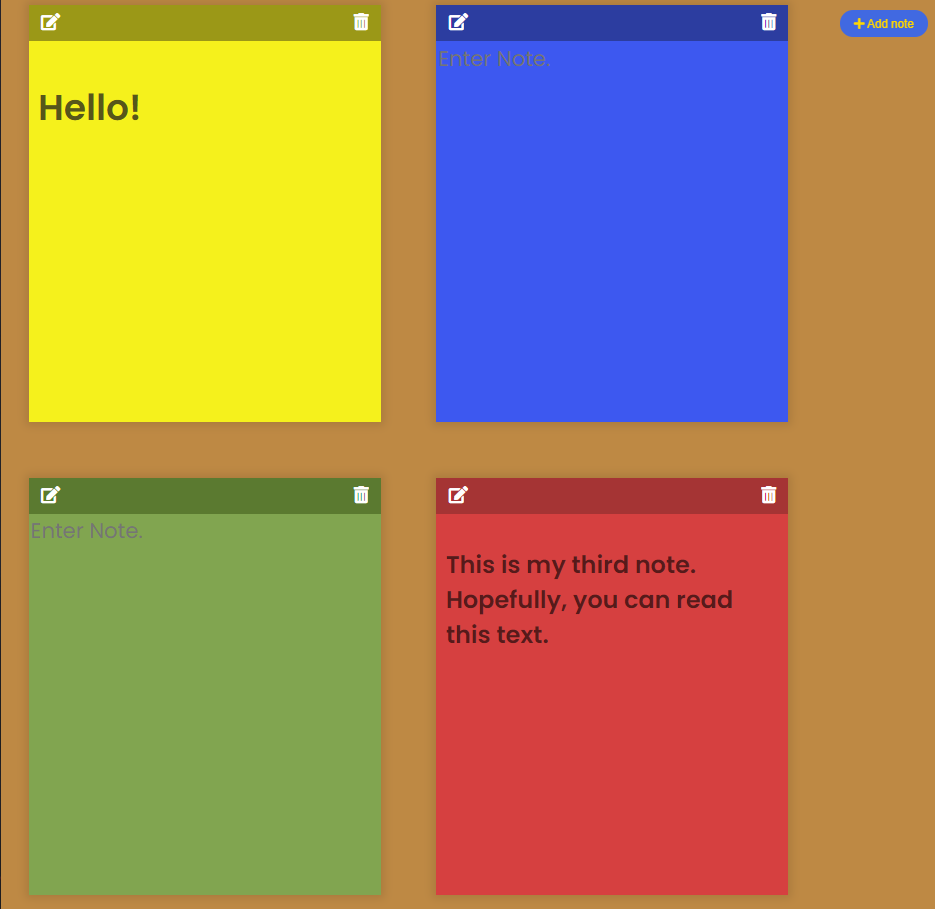 Add note
Hello!
Enter Note.
Enter Note.
This is my third note.
Hopefully, you can read
this text.